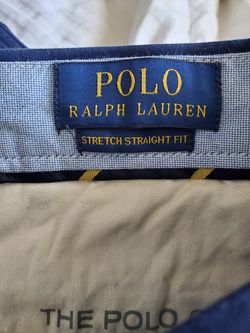 POLO
RALPH LAUREN
STRETCH STRAIGHT FIT
THE POLO